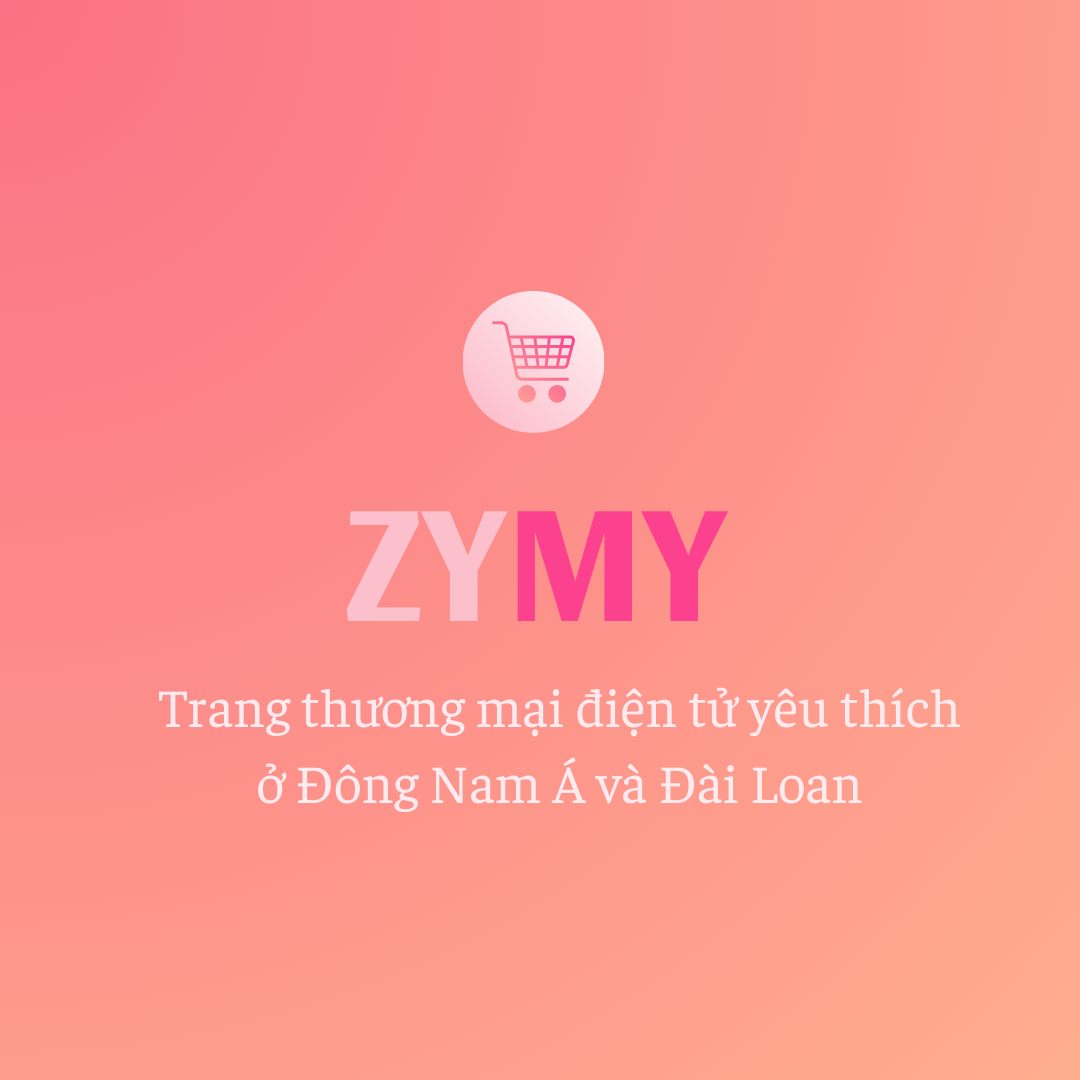 ZYMY
Trang thương mại điện tử yêu thích
ở Đông Nam Á và Đài Loan